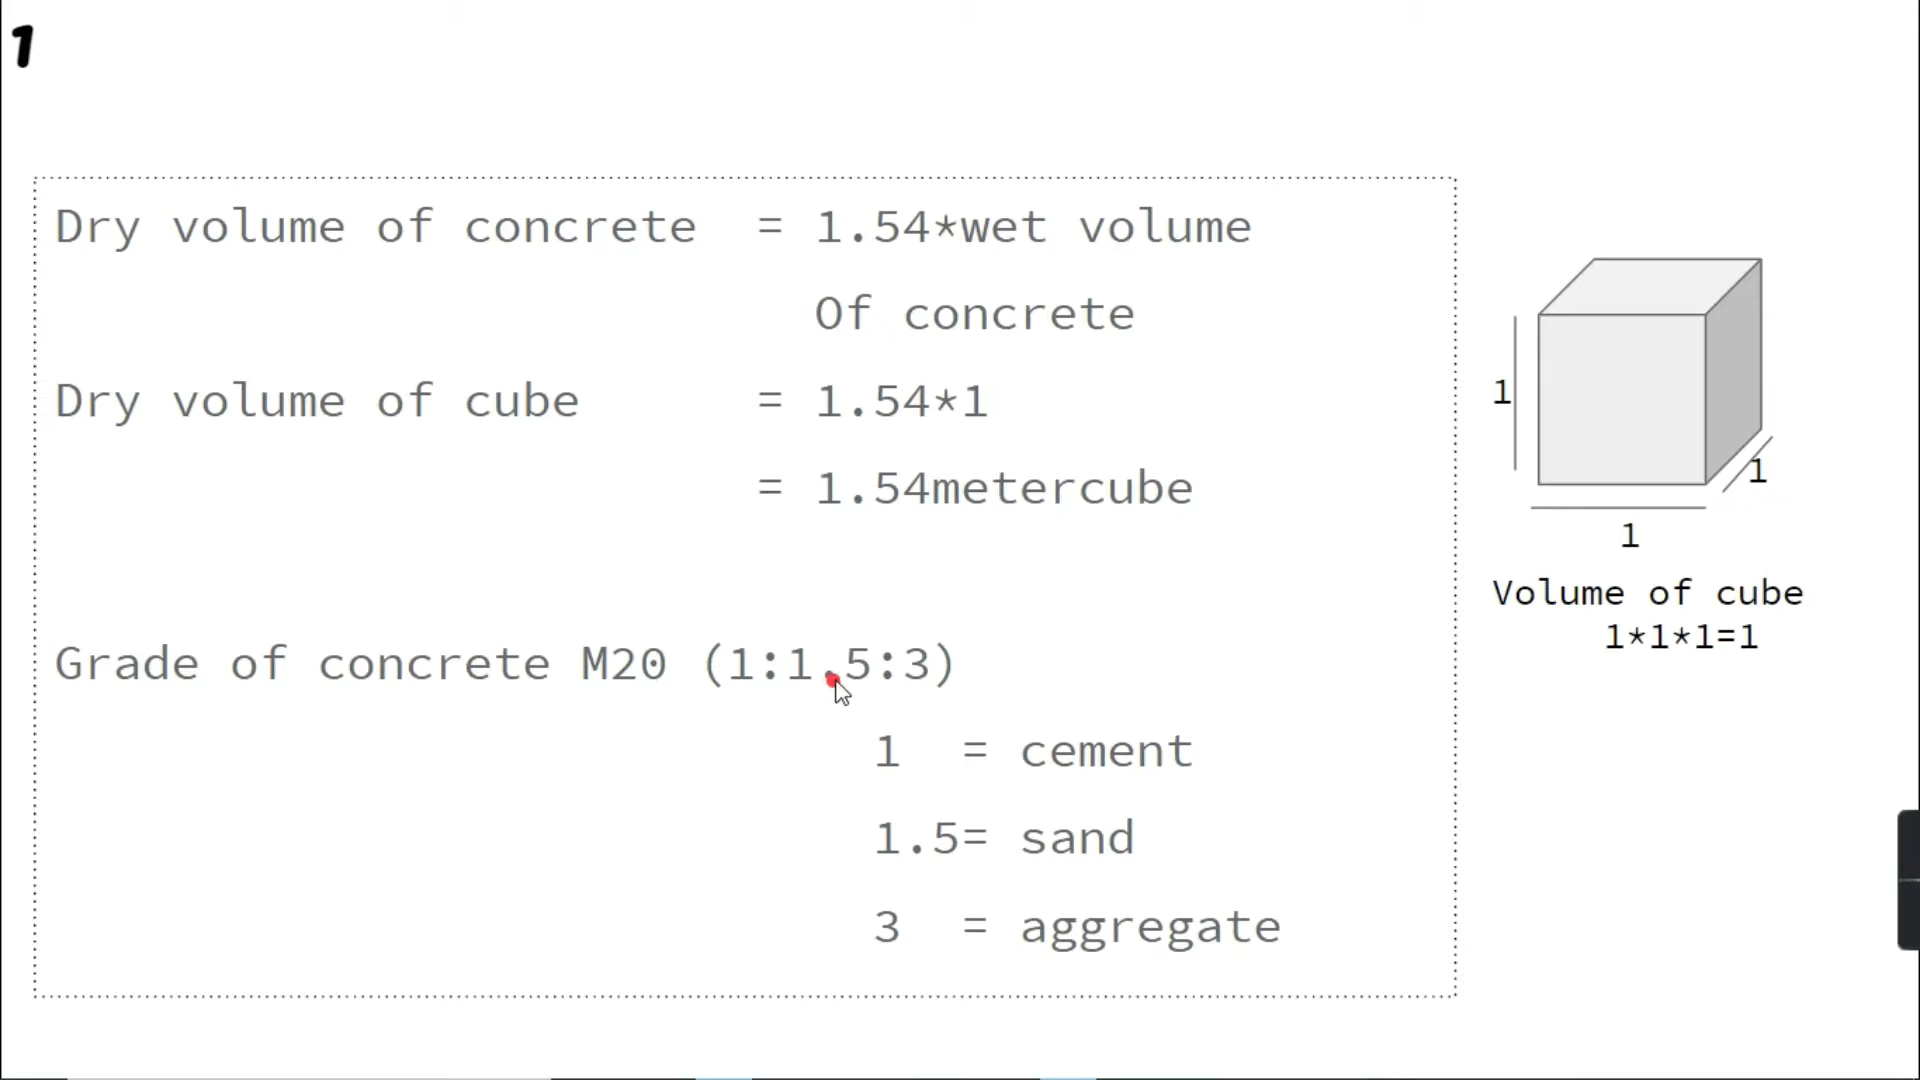 1
Dry volume of concrete = 1.54*wet volume
Of concrete
Dry volume of cube = 1.54*1
= 1.54metercube
Grade of concrete M20 (1:1.5:3)
1 = cement
1.5= sand
3 = aggregate
1
1
1
Volume of cube
1*1*1=1